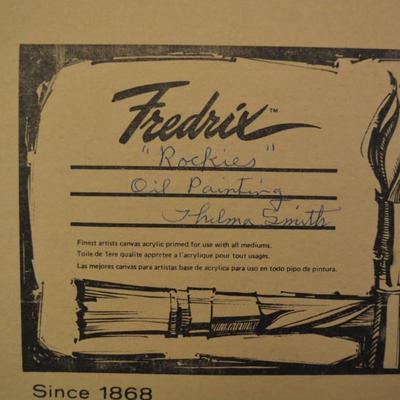 Fredrix™
"Rockies"
Oil Painting
Thelma Smith
Finest artists canvas acrylic primed for use with all mediums.
Toile de 1ere qualite appretee a l'acrylique pour tout usages.
Las mejores canvas para artistas base de acrylica para uso en todo pipo de pintura.
Since 1868